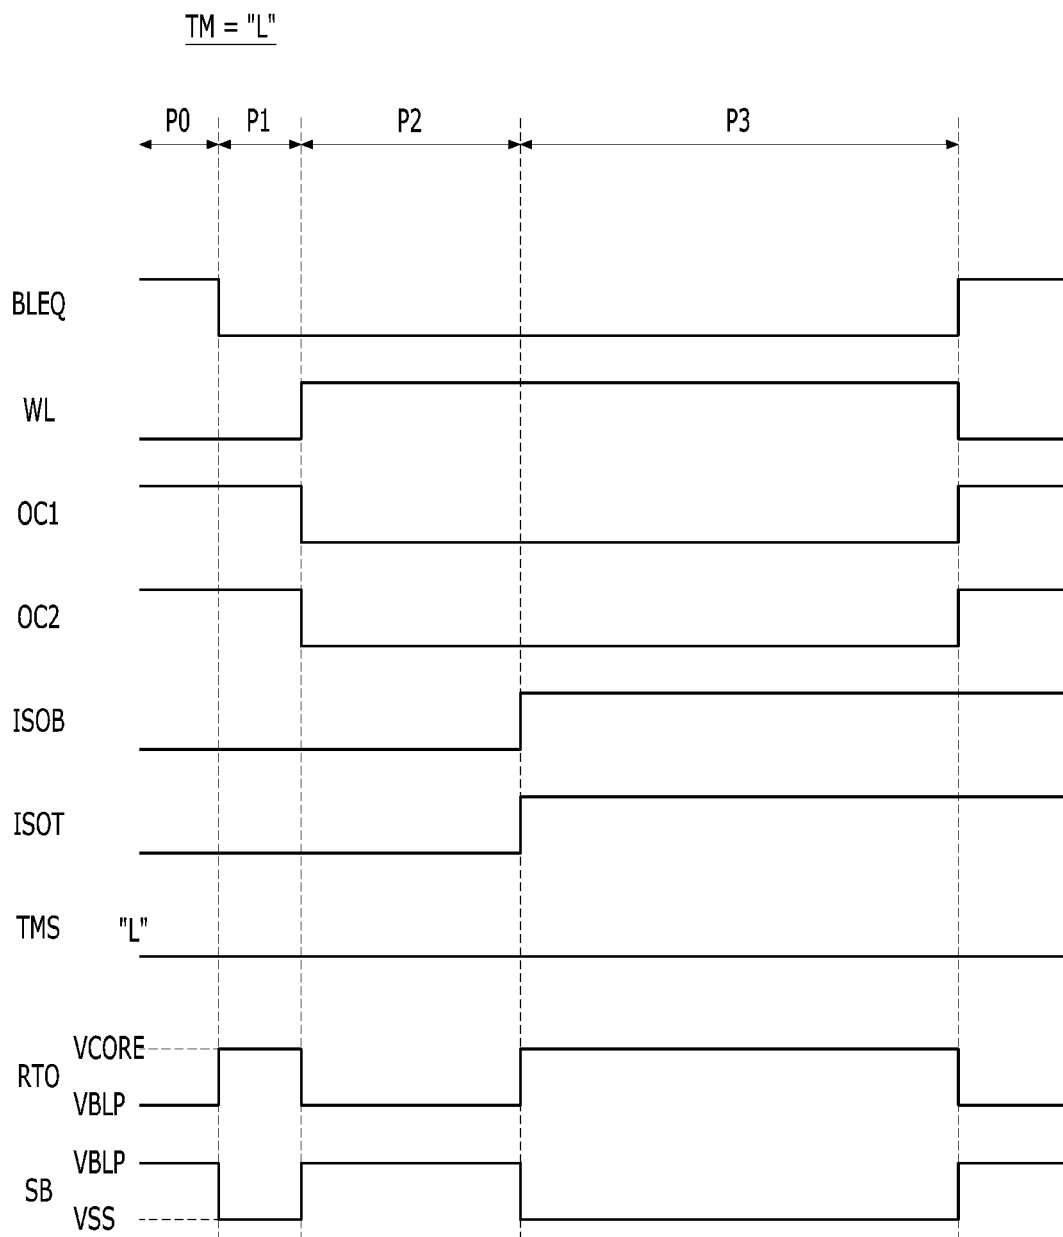 TM = "L"
P0 P1 P2 P3
BLEQ
WL
OC1
OC2
ISOB
ISOT
TMS "L"
VCORE
RTO
VBLP
VBLP
SB
VSS